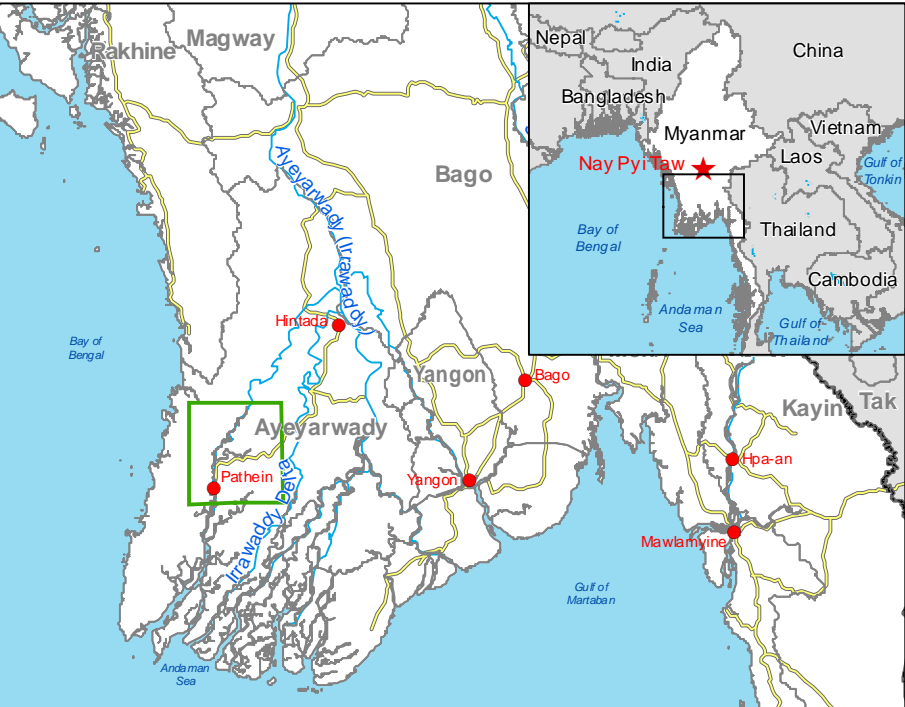 Rakhine
Magway
Bago
Ayeyarwady (Irrawaddy)
Hintada
Bay of
Bengal
Yangon
Bago
Ayeyarwady
Kayin
Tak
Pathein
Yangon
Hpa-an
Irrawaddy Delta
Mawlamyine
Gulf of
Martaban
Andaman
Sea
Nepal
India
China
Bangladesh
Myanmar
Vietnam
Laos
Nay Pyi Taw
Gulf of
Tonkin
Bay of
Bengal
Thailand
Cambodia
Andaman
Sea
Gulf of
Thailand